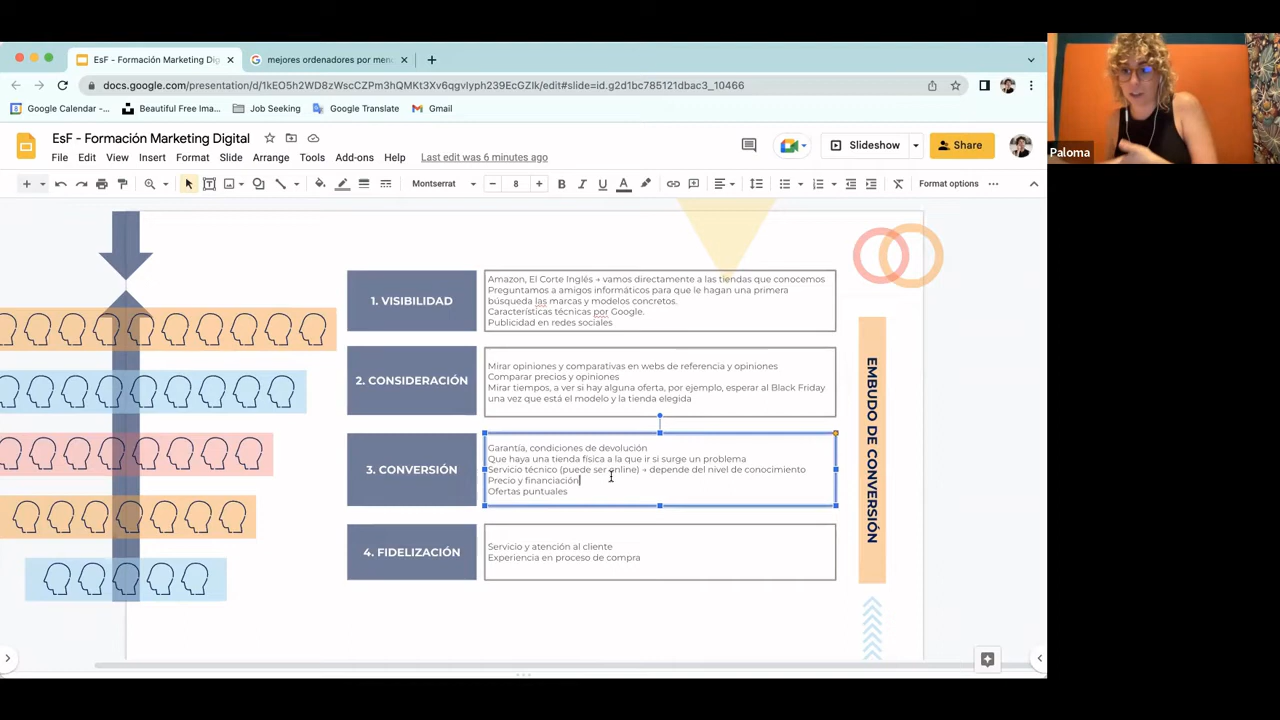 EsF - Formación Marketing Dig
mejores ordenadores por men
docs.google.com/presentation/d/1kEO5h2WD8zWscCZPm3hQMKt3Xv6qgvlyph239EcGZIk/edit#slide=id.g2d1bc785121dbac3_10466
Google Calendar -...
Beautiful Free Ima...
Job Seeking
Google Translate
Gmail
EsF - Formación Marketing Digital
File Edit View Insert Format Slide Arrange Tools Add-ons Help Last edit was 6 minutes ago
Slideshow
Share
Montserrat
8
Format options
1. VISIBILIDAD
Amazon, El Corte Inglés → vamos directamente a las tiendas que conocemos
Preguntamos a amigos informáticos para que le hagan una primera
búsqueda las marcas y modelos concretos.
Características técnicas por Google.
Publicidad en redes sociales
2. CONSIDERACIÓN
Mirar opiniones y comparativas en webs de referencia y opiniones
Comparar precios y opiniones
Mirar tiempos, a ver si hay alguna oferta, por ejemplo, esperar al Black Friday
una vez que está el modelo y la tienda elegida
3. CONVERSIÓN
Garantía, condiciones de devolución
Que haya una tienda física a la que ir si surge un problema
Servicio técnico (puede ser online) → depende del nivel de conocimiento
Precio y financiación
Ofertas puntuales
4. FIDELIZACIÓN
Servicio y atención al cliente
Experiencia en proceso de compra
EMBUDO DE CONVERSIÓN
Paloma